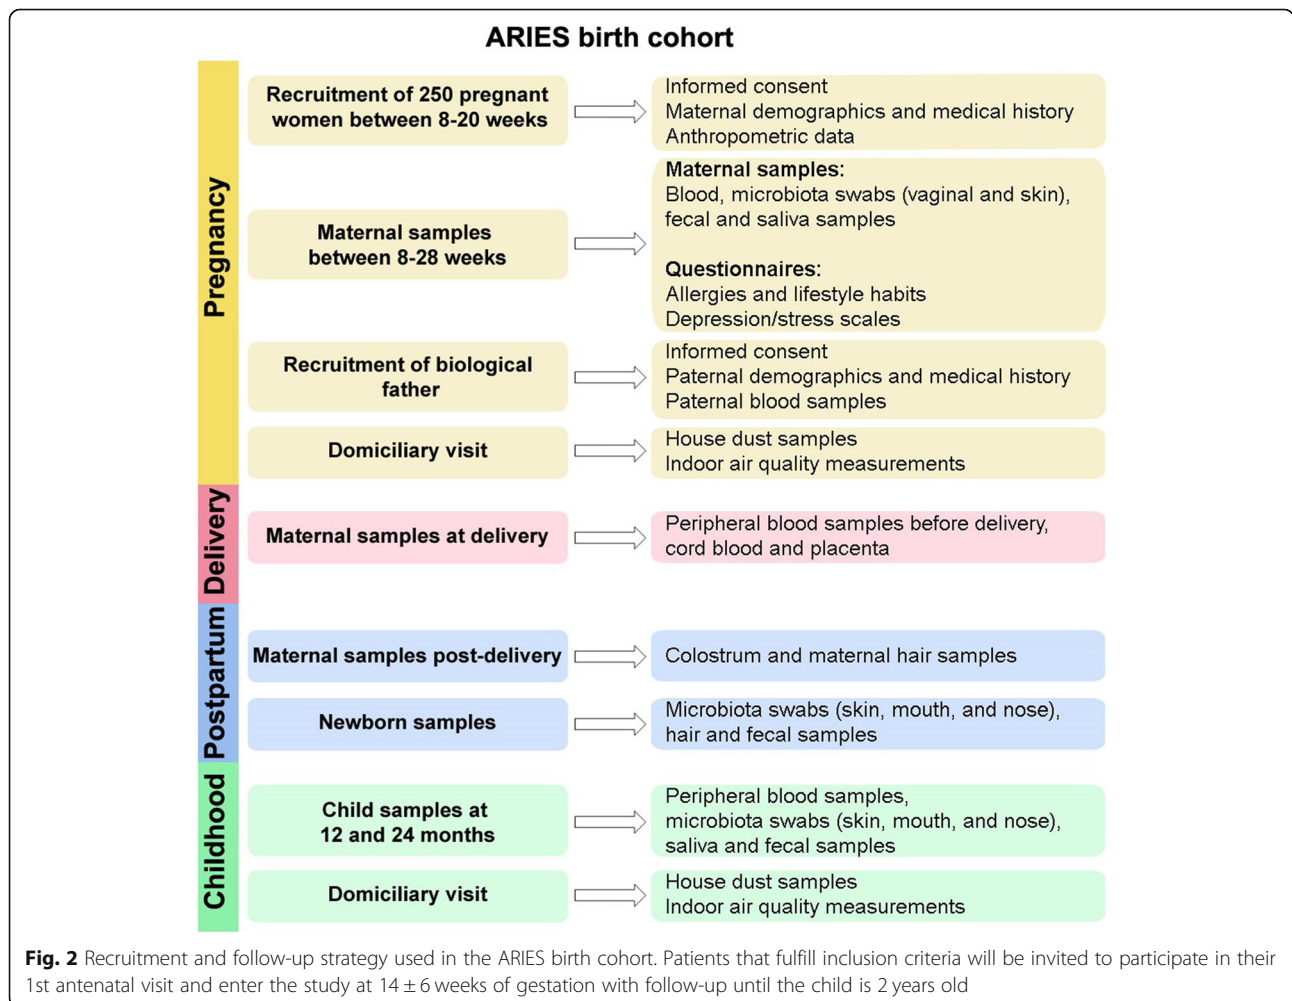 ARIES birth cohort
Pregnancy
Recruitment of 250 pregnant
women between 8-20 weeks
Informed consent
Maternal demographics and medical history
Anthropometric data
Maternal samples
between 8-28 weeks
Maternal samples:
Blood, microbiota swabs (vaginal and skin),
fecal and saliva samples
Questionnaires:
Allergies and lifestyle habits
Depression/stress scales
Recruitment of biological
father
Informed consent
Paternal demographics and medical history
Paternal blood samples
Domiciliary visit
House dust samples
Indoor air quality measurements
Delivery
Maternal samples at delivery
Peripheral blood samples before delivery,
cord blood and placenta
Postpartum
Maternal samples post-delivery
Colostrum and maternal hair samples
Newborn samples
Microbiota swabs (skin, mouth, and nose),
hair and fecal samples
Childhood
Child samples at
12 and 24 months
Peripheral blood samples,
microbiota swabs (skin, mouth, and nose),
saliva and fecal samples
Domiciliary visit
House dust samples
Indoor air quality measurements
Fig. 2 Recruitment and follow-up strategy used in the ARIES birth cohort. Patients that fulfill inclusion criteria will be invited to participate in their
1st antenatal visit and enter the study at 14 ± 6 weeks of gestation with follow-up until the child is 2 years old